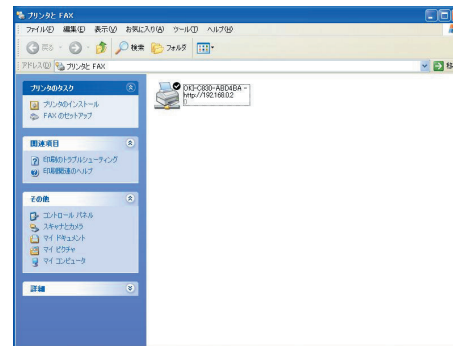 プリンタと FAX
ファイル(F) 編集(E) 表示(V) お気に入り(A) ツール(T) ヘルプ(H)
戻る 検索 フォルダ
アドレス(D) プリンタと FAX 移
プリンタのタスク
プリンタのインストール
FAX のセットアップ
OKI-C830-ABD4BA -
http://192.168.0.2
0
関連項目
印刷のトラブルシューティング
印刷関連のヘルプ
その他
コントロール パネル
スキャナとカメラ
マイ ドキュメント
マイ ピクチャ
マイ コンピュータ
詳細